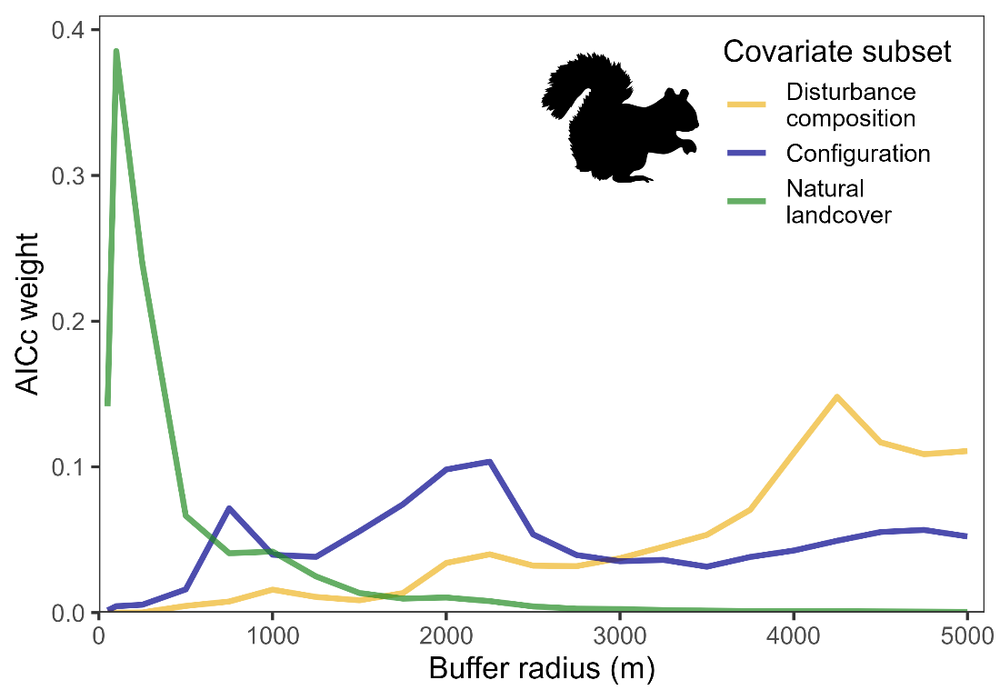 0.4
0.3
0.2
0.1
0.0
AICc weight
0
1000
2000
3000
4000
5000
Buffer radius (m)
Covariate subset
Disturbance
composition
Configuration
Natural
landcover